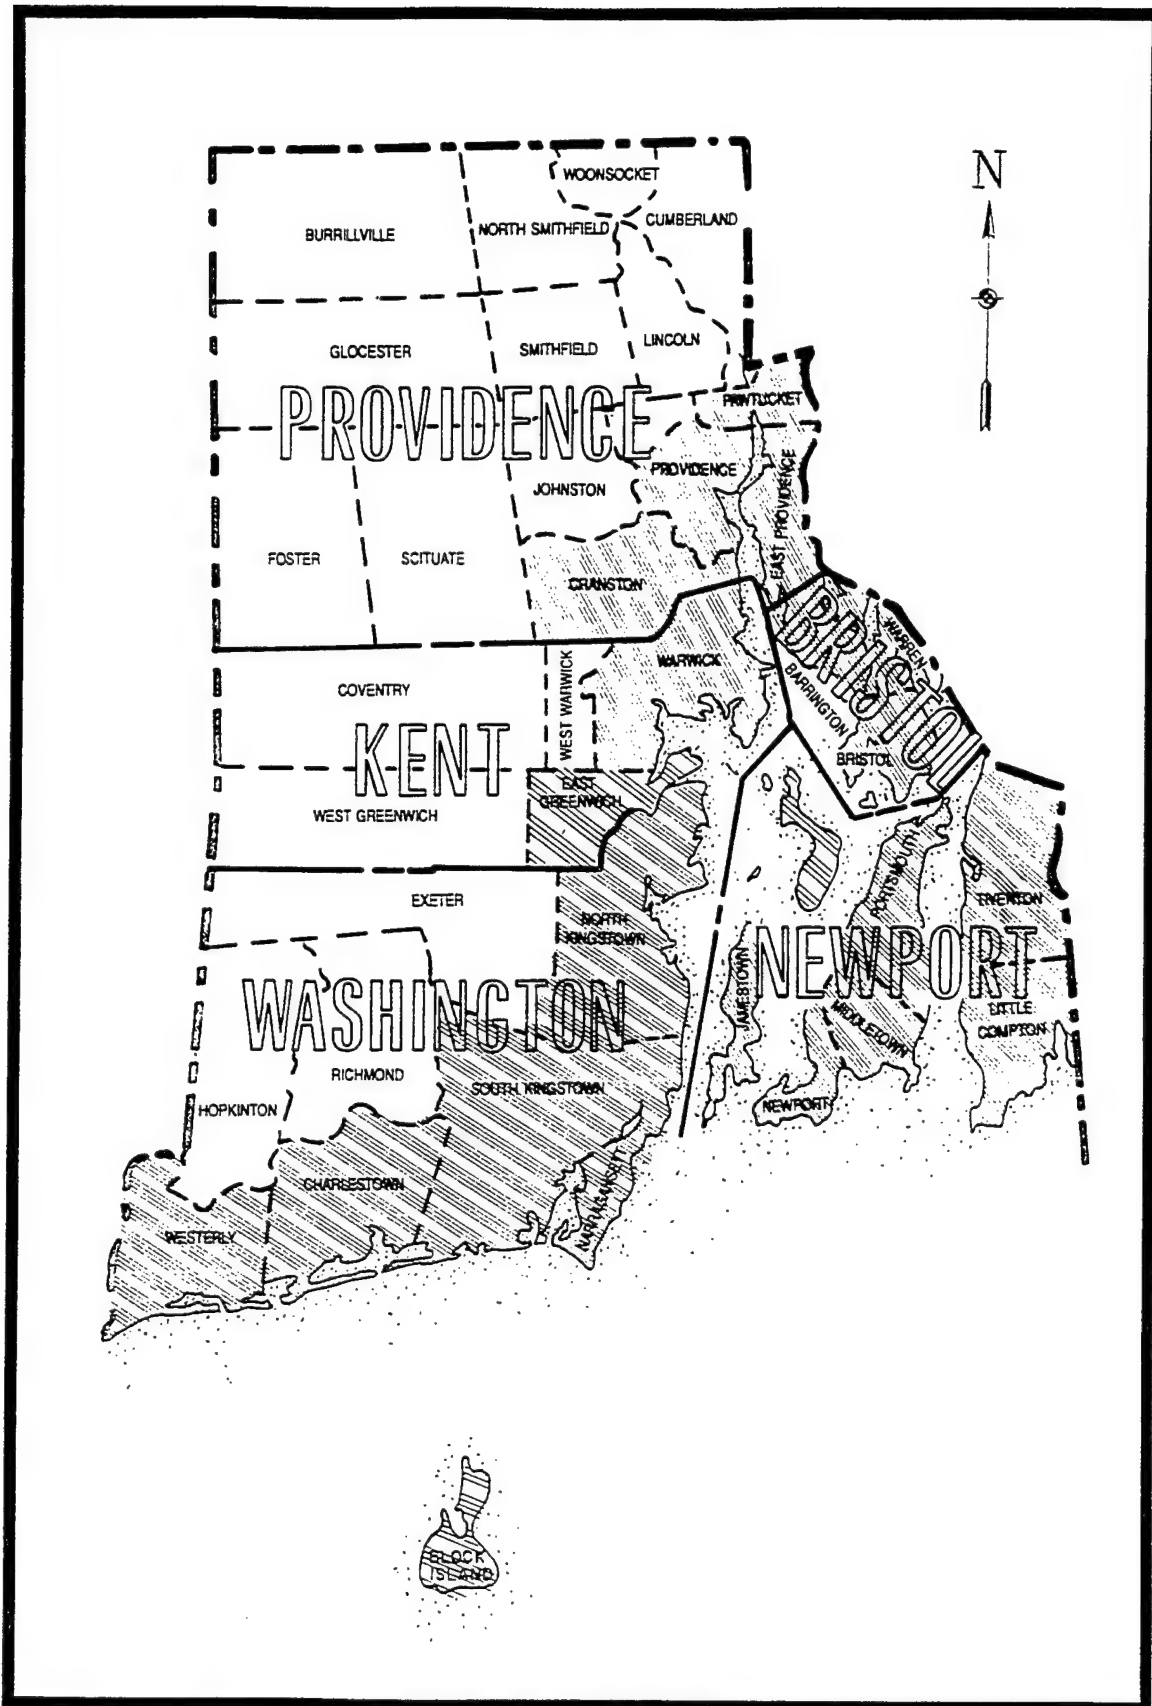 N
WOONSOCKET
CUMBERLAND
NORTH SMITHFIELD
BURRILLVILLE
LINCOLN
SMITHFIELD
GLOCESTER
PAWTUCKET
PROVIDENCE
PROVIDENCE
EAST PROVIDENCE
JOHNSTON
FOSTER
SCITUATE
CRANSTON
BRISTOL
WARREN
BARRINGTON
BRISTOL
WARWICK
WEST WARWICK
COVENTRY
KENT
EAST
GREENWICH
WEST GREENWICH
PORTSMOUTH
EXETER
TIVERTON
NORTH
KINGSTOWN
NEWPORT
JAMESTOWN
WASHINGTON
MIDDLETOWN
LITTLE
COMPTON
RICHMOND
SOUTH KINGSTOWN
NEWPORT
HOPKINTON
CHARLESTOWN
NARRAGANSETT
WESTERLY
BLOCK
ISLAND